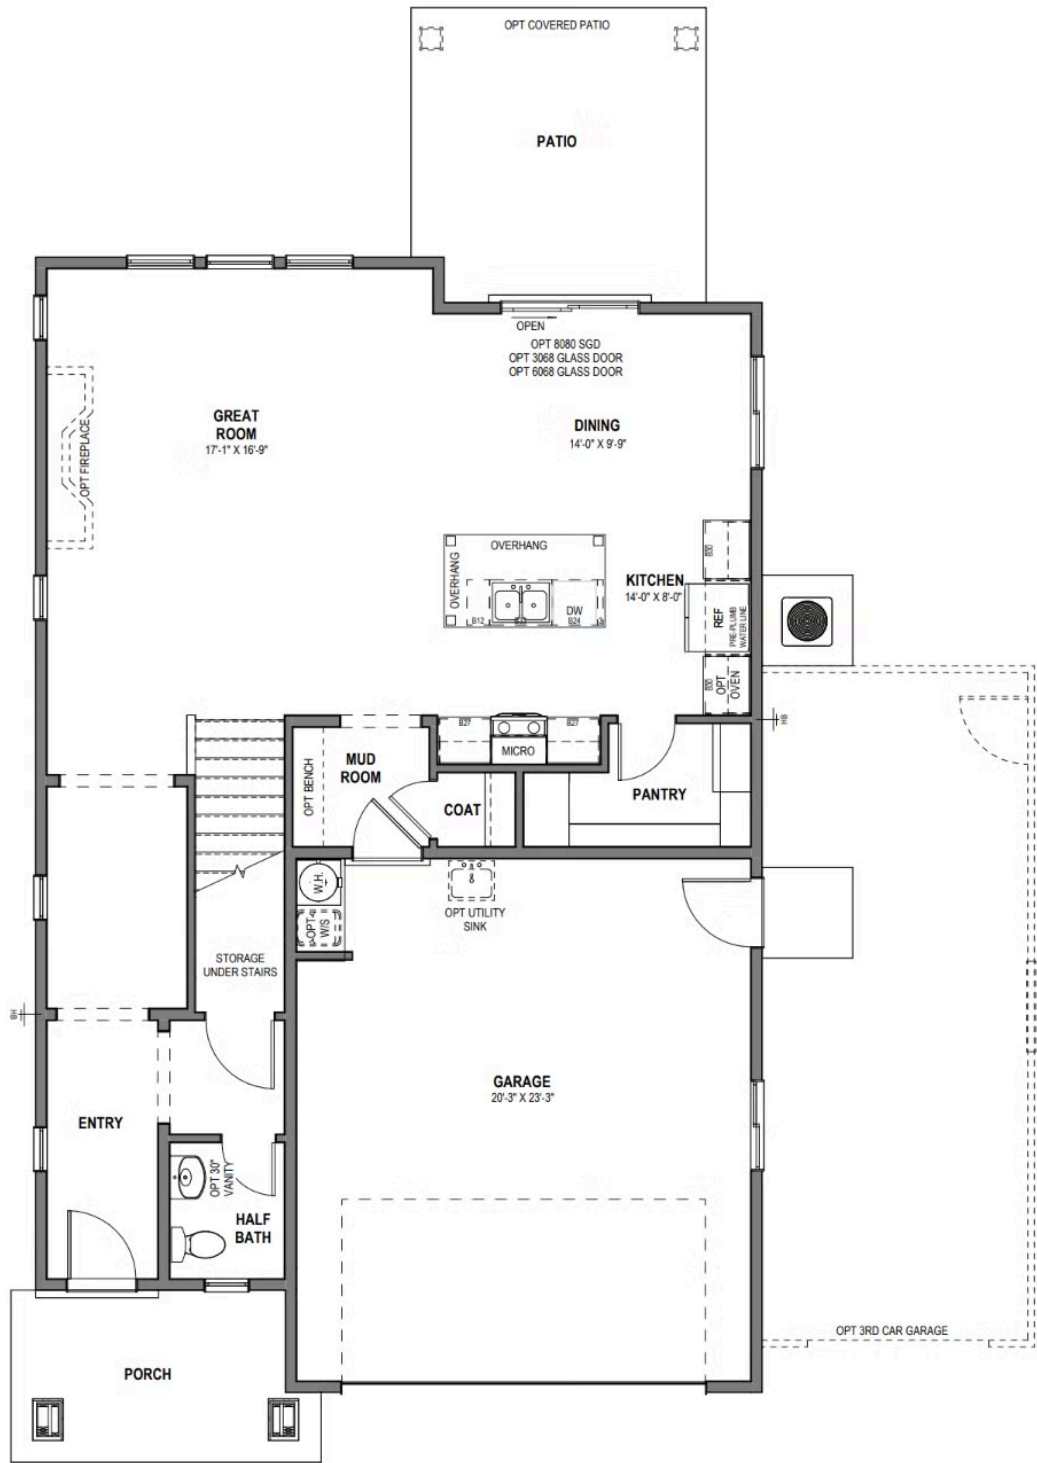 OPT COVERED PATIO
PATIO
OPEN
OPT 8080 SGD
OPT 3068 GLASS DOOR
OPT 6068 GLASS DOOR
GREAT
ROOM
17'-1" X 16'-9"
DINING
14'-0" X 9'-9"
OPT FIREPLACE
OVERHANG
OVERHANG
B12
DW
B24
KITCHEN
14'-0" X 8'-0"
B30
REF
PRE-PLUMB
WATER LINE
B30
OPT
OVEN
HB
B27
B27
MICRO
MUD
ROOM
OPT BENCH
COAT
PANTRY
W.H.
OPT
W/S
OPT UTILITY
SINK
STORAGE
UNDER STAIRS
HB
GARAGE
20'-3" X 23'-3"
ENTRY
OPT 30"
VANITY
HALF
BATH
OPT 3RD CAR GARAGE
PORCH